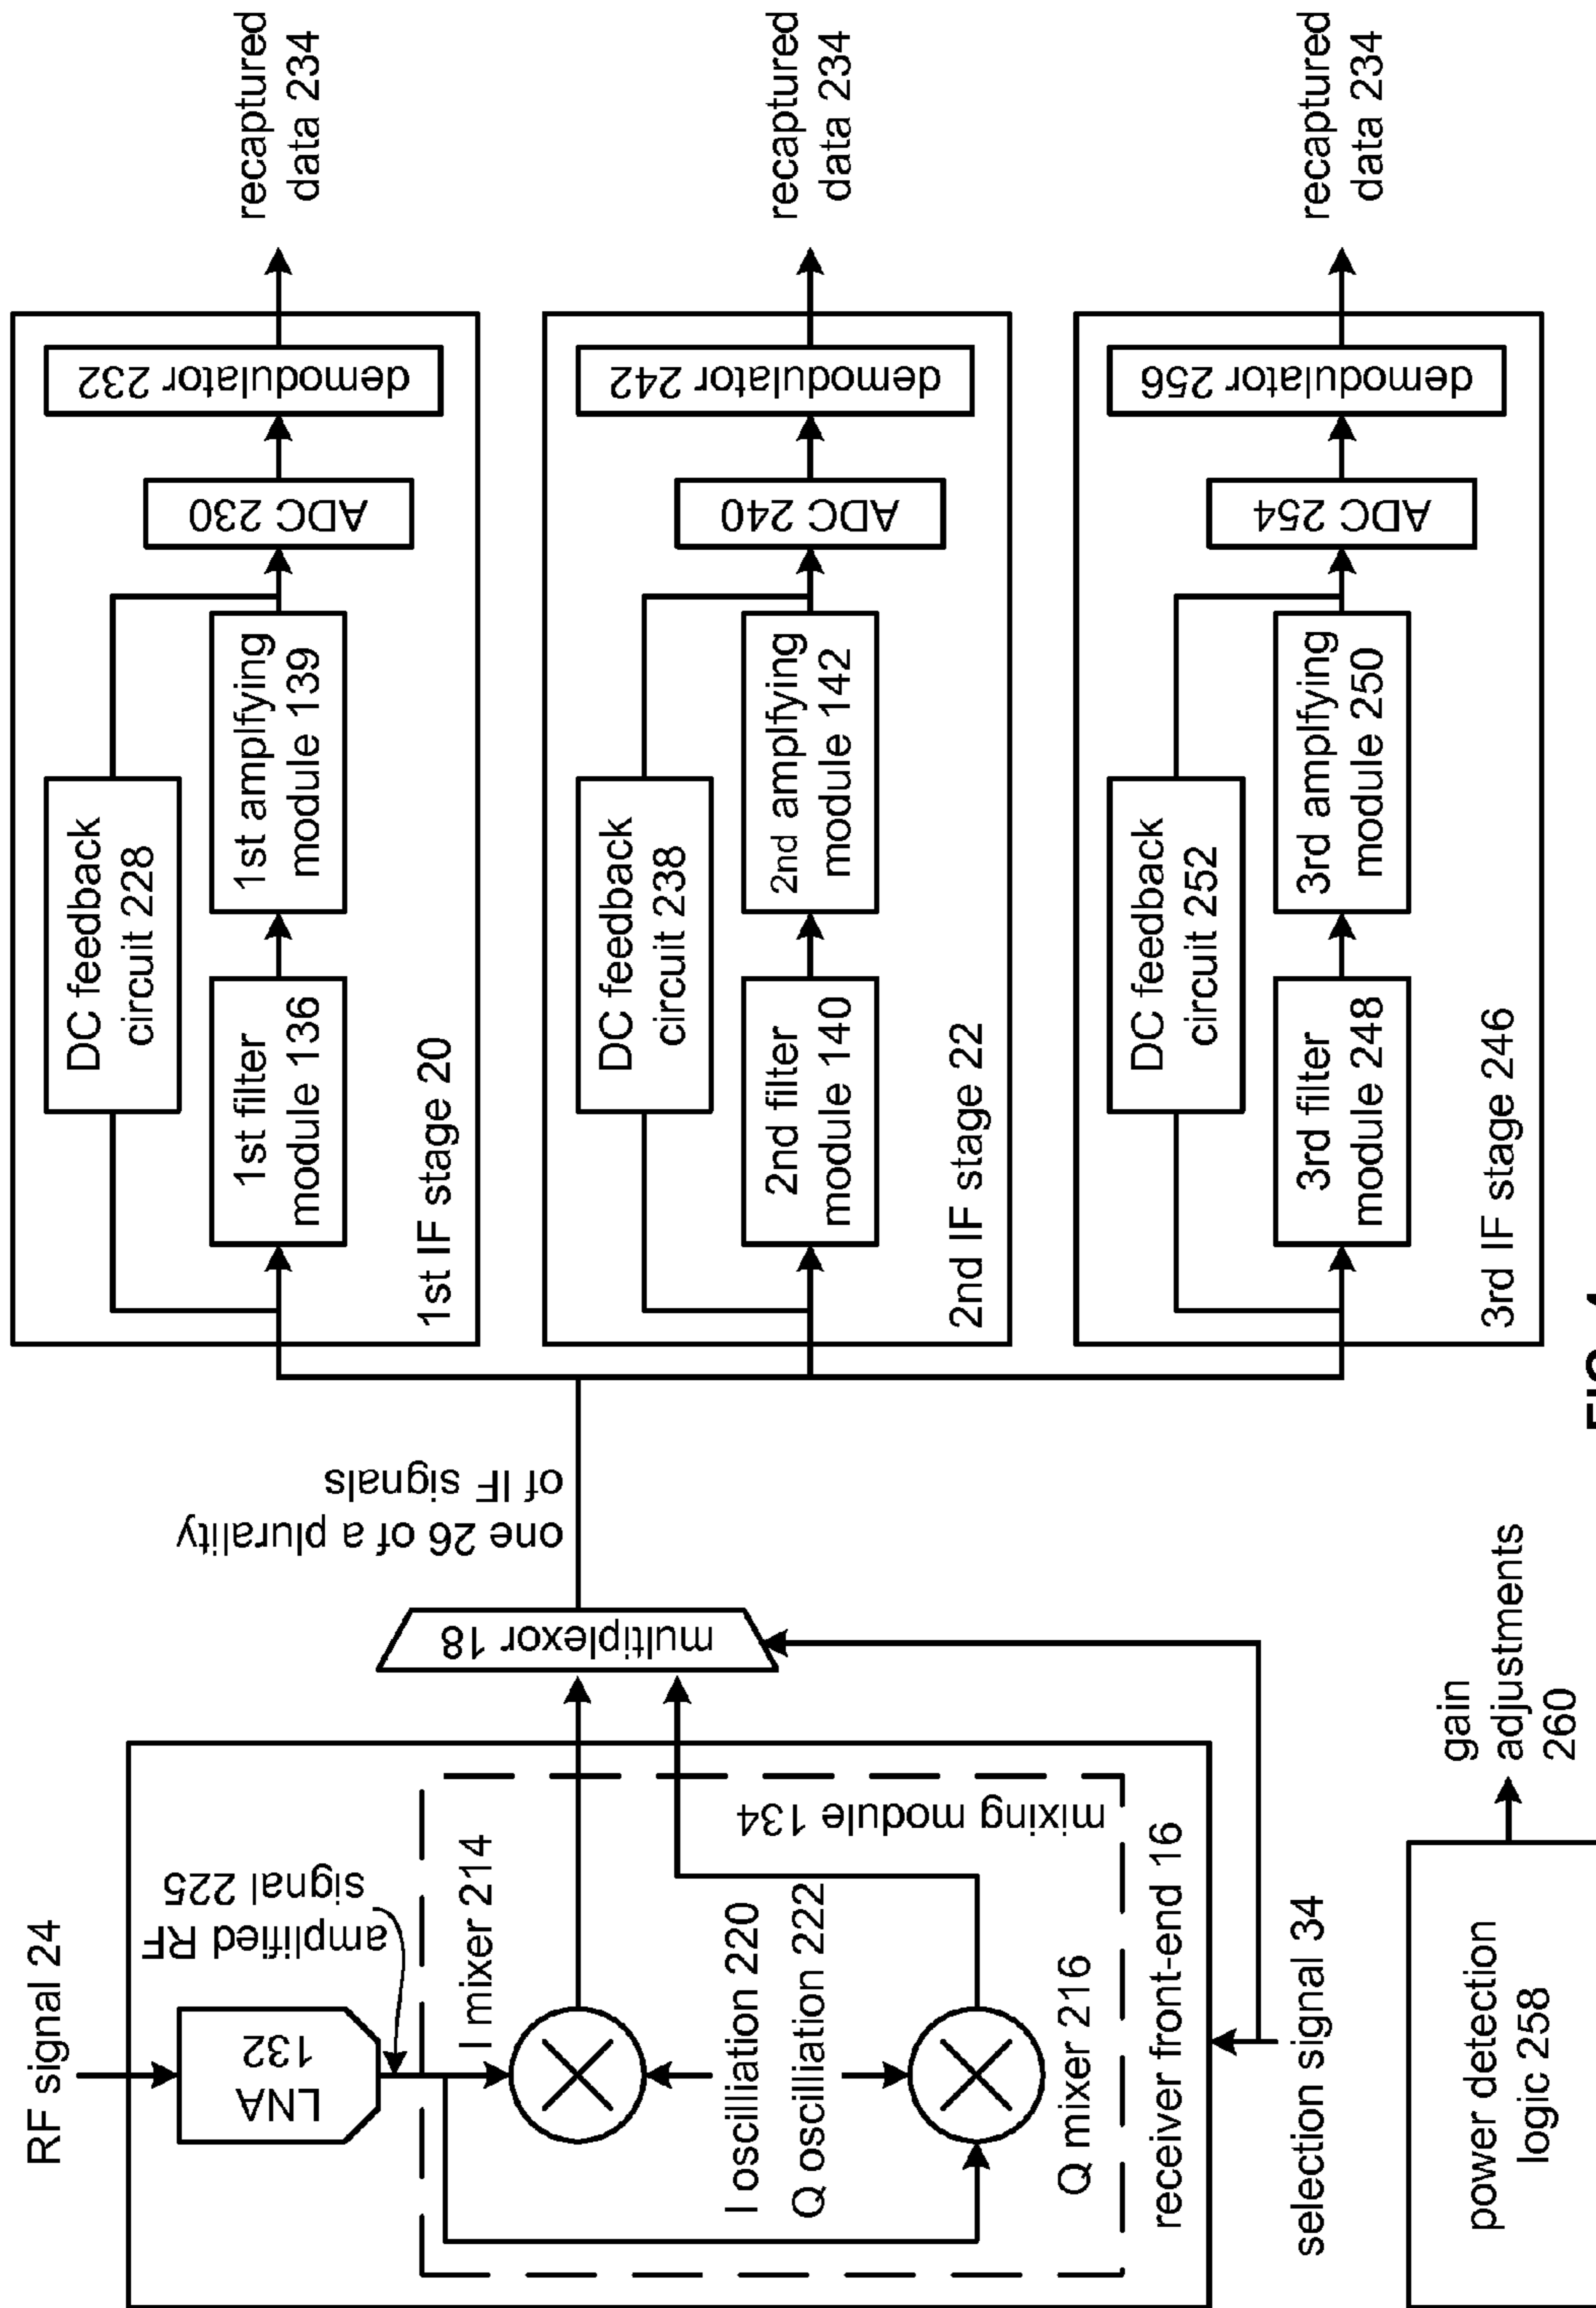 RF signal 24
LNA
132
amplified RF
signal 225
I mixer 214
I oscilliation 220
Q oscilliation 222
Q mixer 216
mixing module 134
receiver front-end 16
selection signal 34
multiplexor 18
one 26 of a plurality
of IF signals
DC feedback
circuit 228
1st filter
module 136
1st amplfying
module 139
ADC 230
demodulator 232
recaptured
data 234
1st IF stage 20
DC feedback
circuit 238
2nd filter
module 140
2nd amplfying
module 142
ADC 240
demodulator 242
recaptured
data 234
2nd IF stage 22
DC feedback
circuit 252
3rd filter
module 248
3rd amplfying
module 250
ADC 254
demodulator 256
recaptured
data 234
3rd IF stage 246
power detection
logic 258
gain
adjustments
260